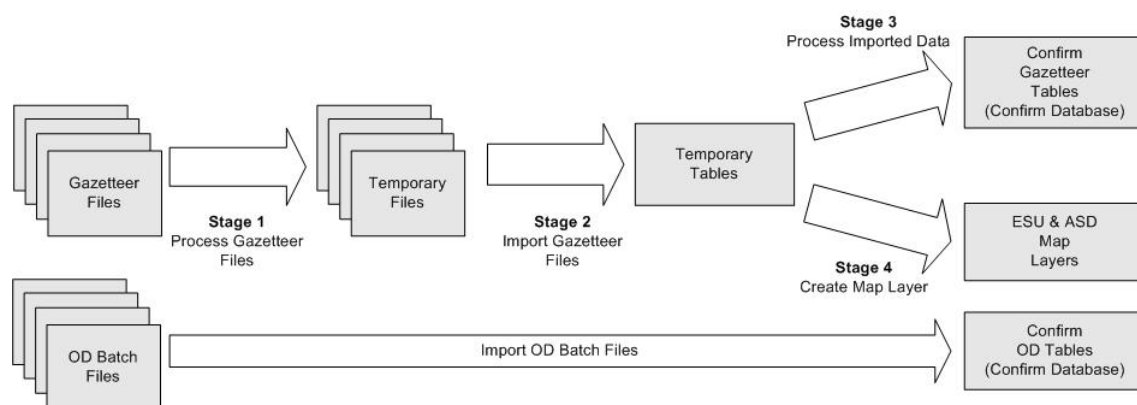 Stage 3
Process Imported Data
Confirm
Gazetteer
Tables
(Confirm Database)
Gazetteer
Files
Temporary
Files
Temporary
Tables
Stage 1
Process Gazetteer
Files
Stage 2
Import Gazetteer
Files
ESU & ASD
Map
Layers
Stage 4
Create Map Layer
OD Batch
Files
Import OD Batch Files
Confirm
OD Tables
(Confirm Database)